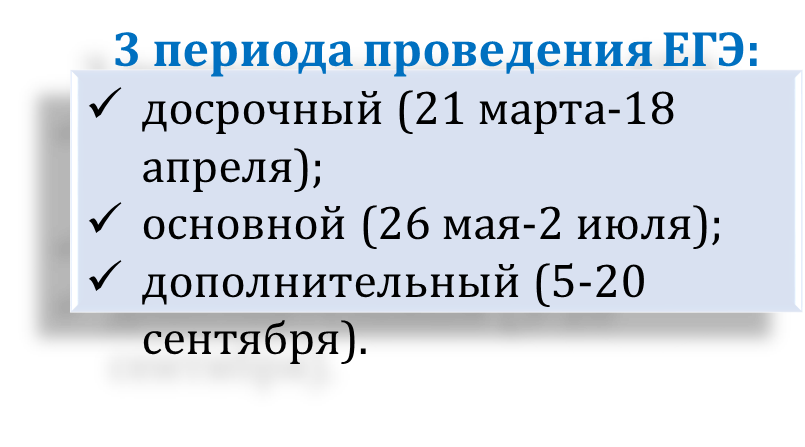 3 периода проведения ЕГЭ:
✓ досрочный (21 марта-18
апреля);
✓ основной (26 мая-2 июля);
✓ дополнительный (5-20
сентября).